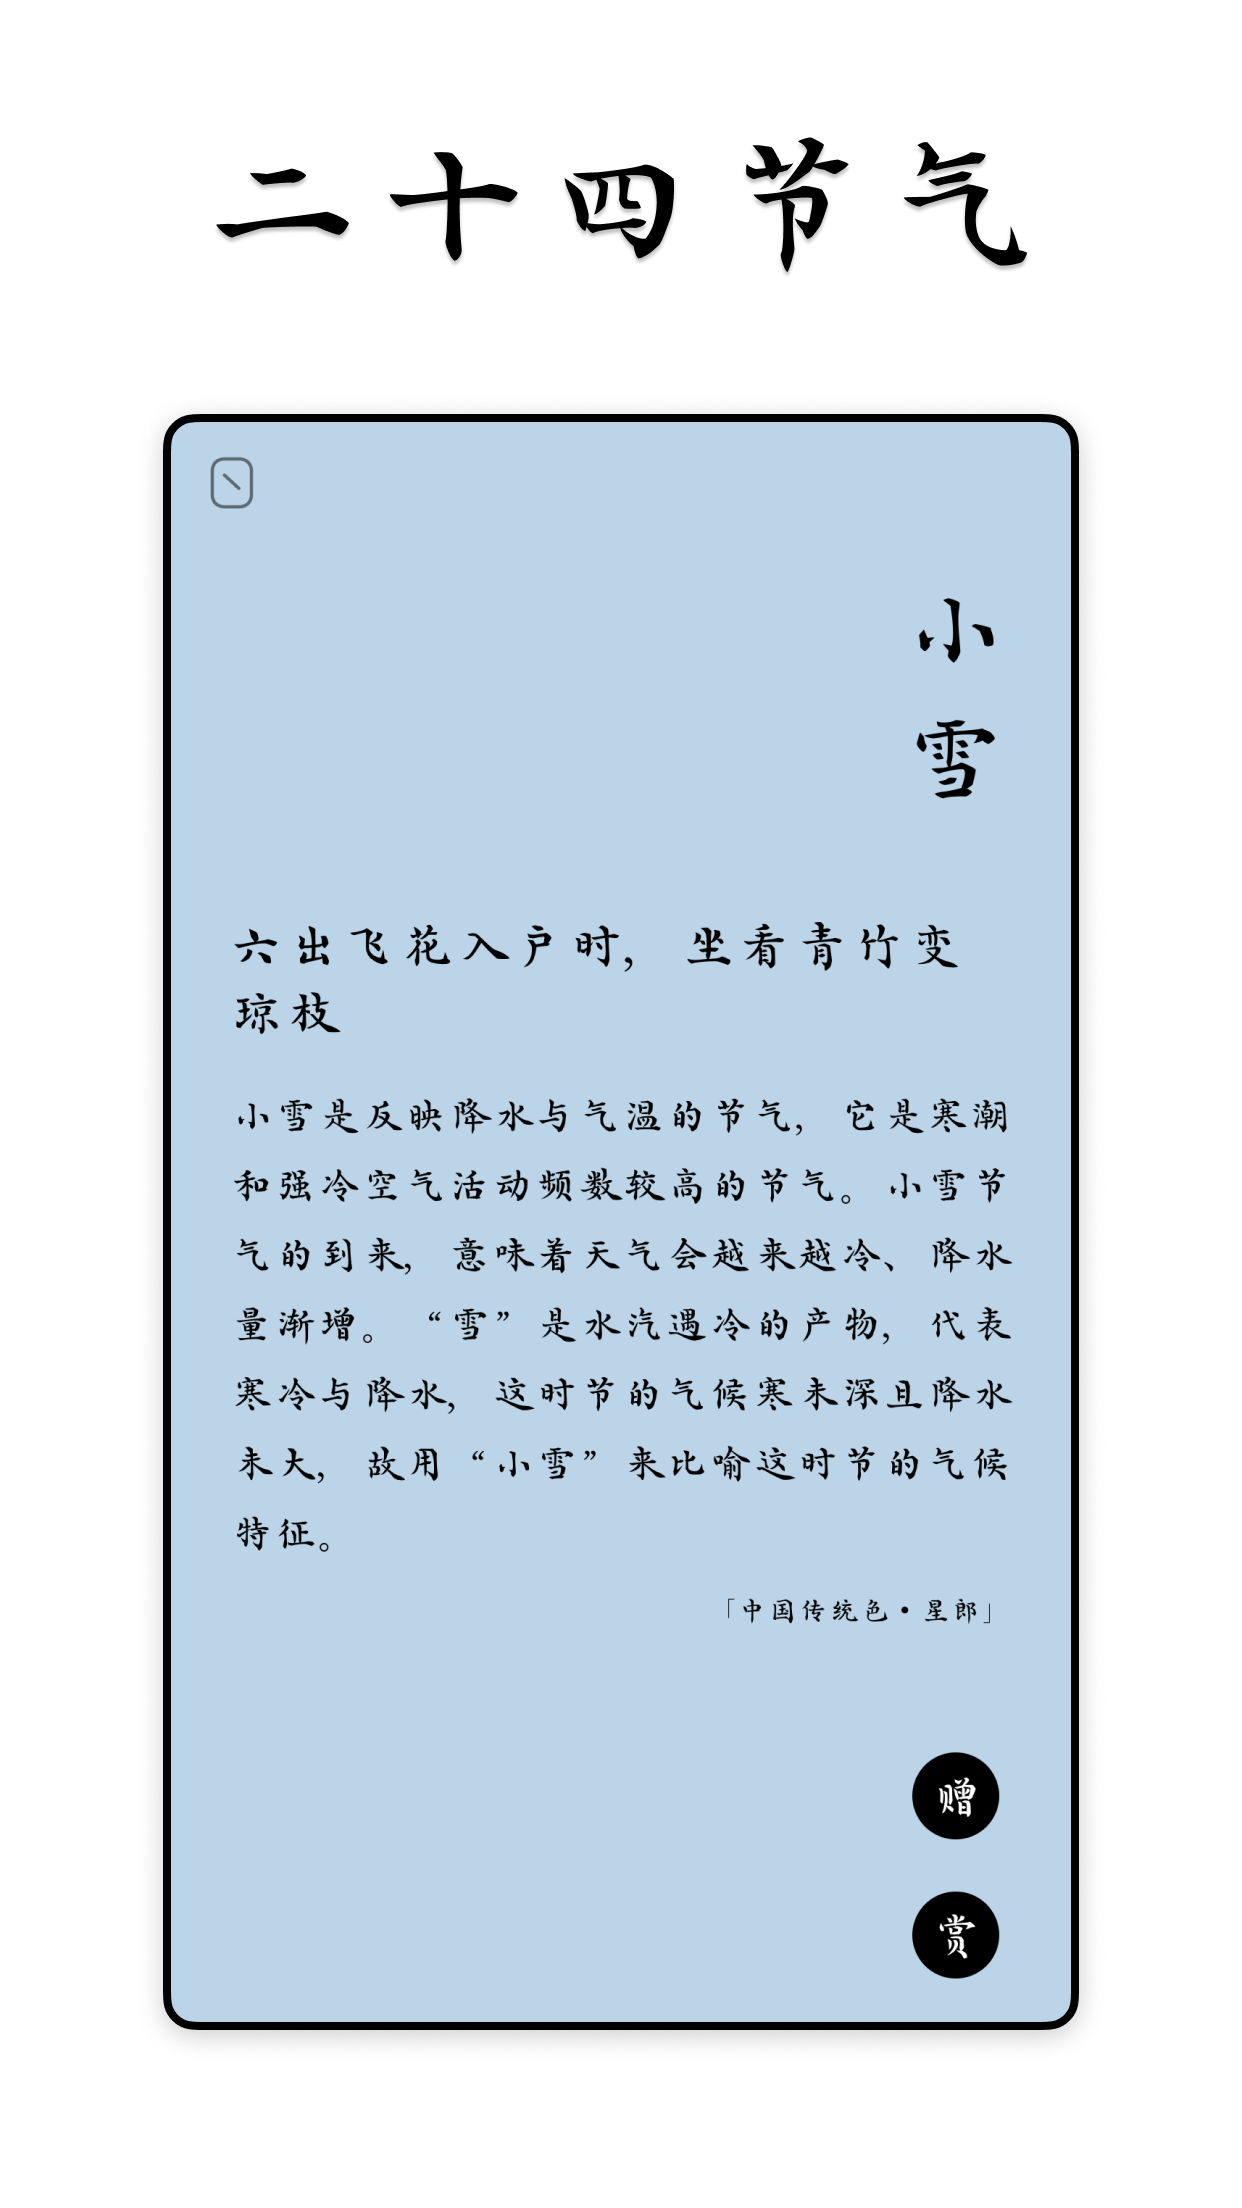 二十四节气
小雪
六出飞花入户时，坐看青竹变
琼枝
小雪是反映降水与气温的节气，它是寒潮
和强冷空气活动频数较高的节气。小雪节
气的到来，意味着天气会越来越冷、降水
量渐增。“雪”是水汽遇冷的产物，代表
寒冷与降水，这时节的气候寒未深且降水
未大，故用“小雪”来比喻这时节的气候
特征。
「中国传统色·星郎」
赠
赏